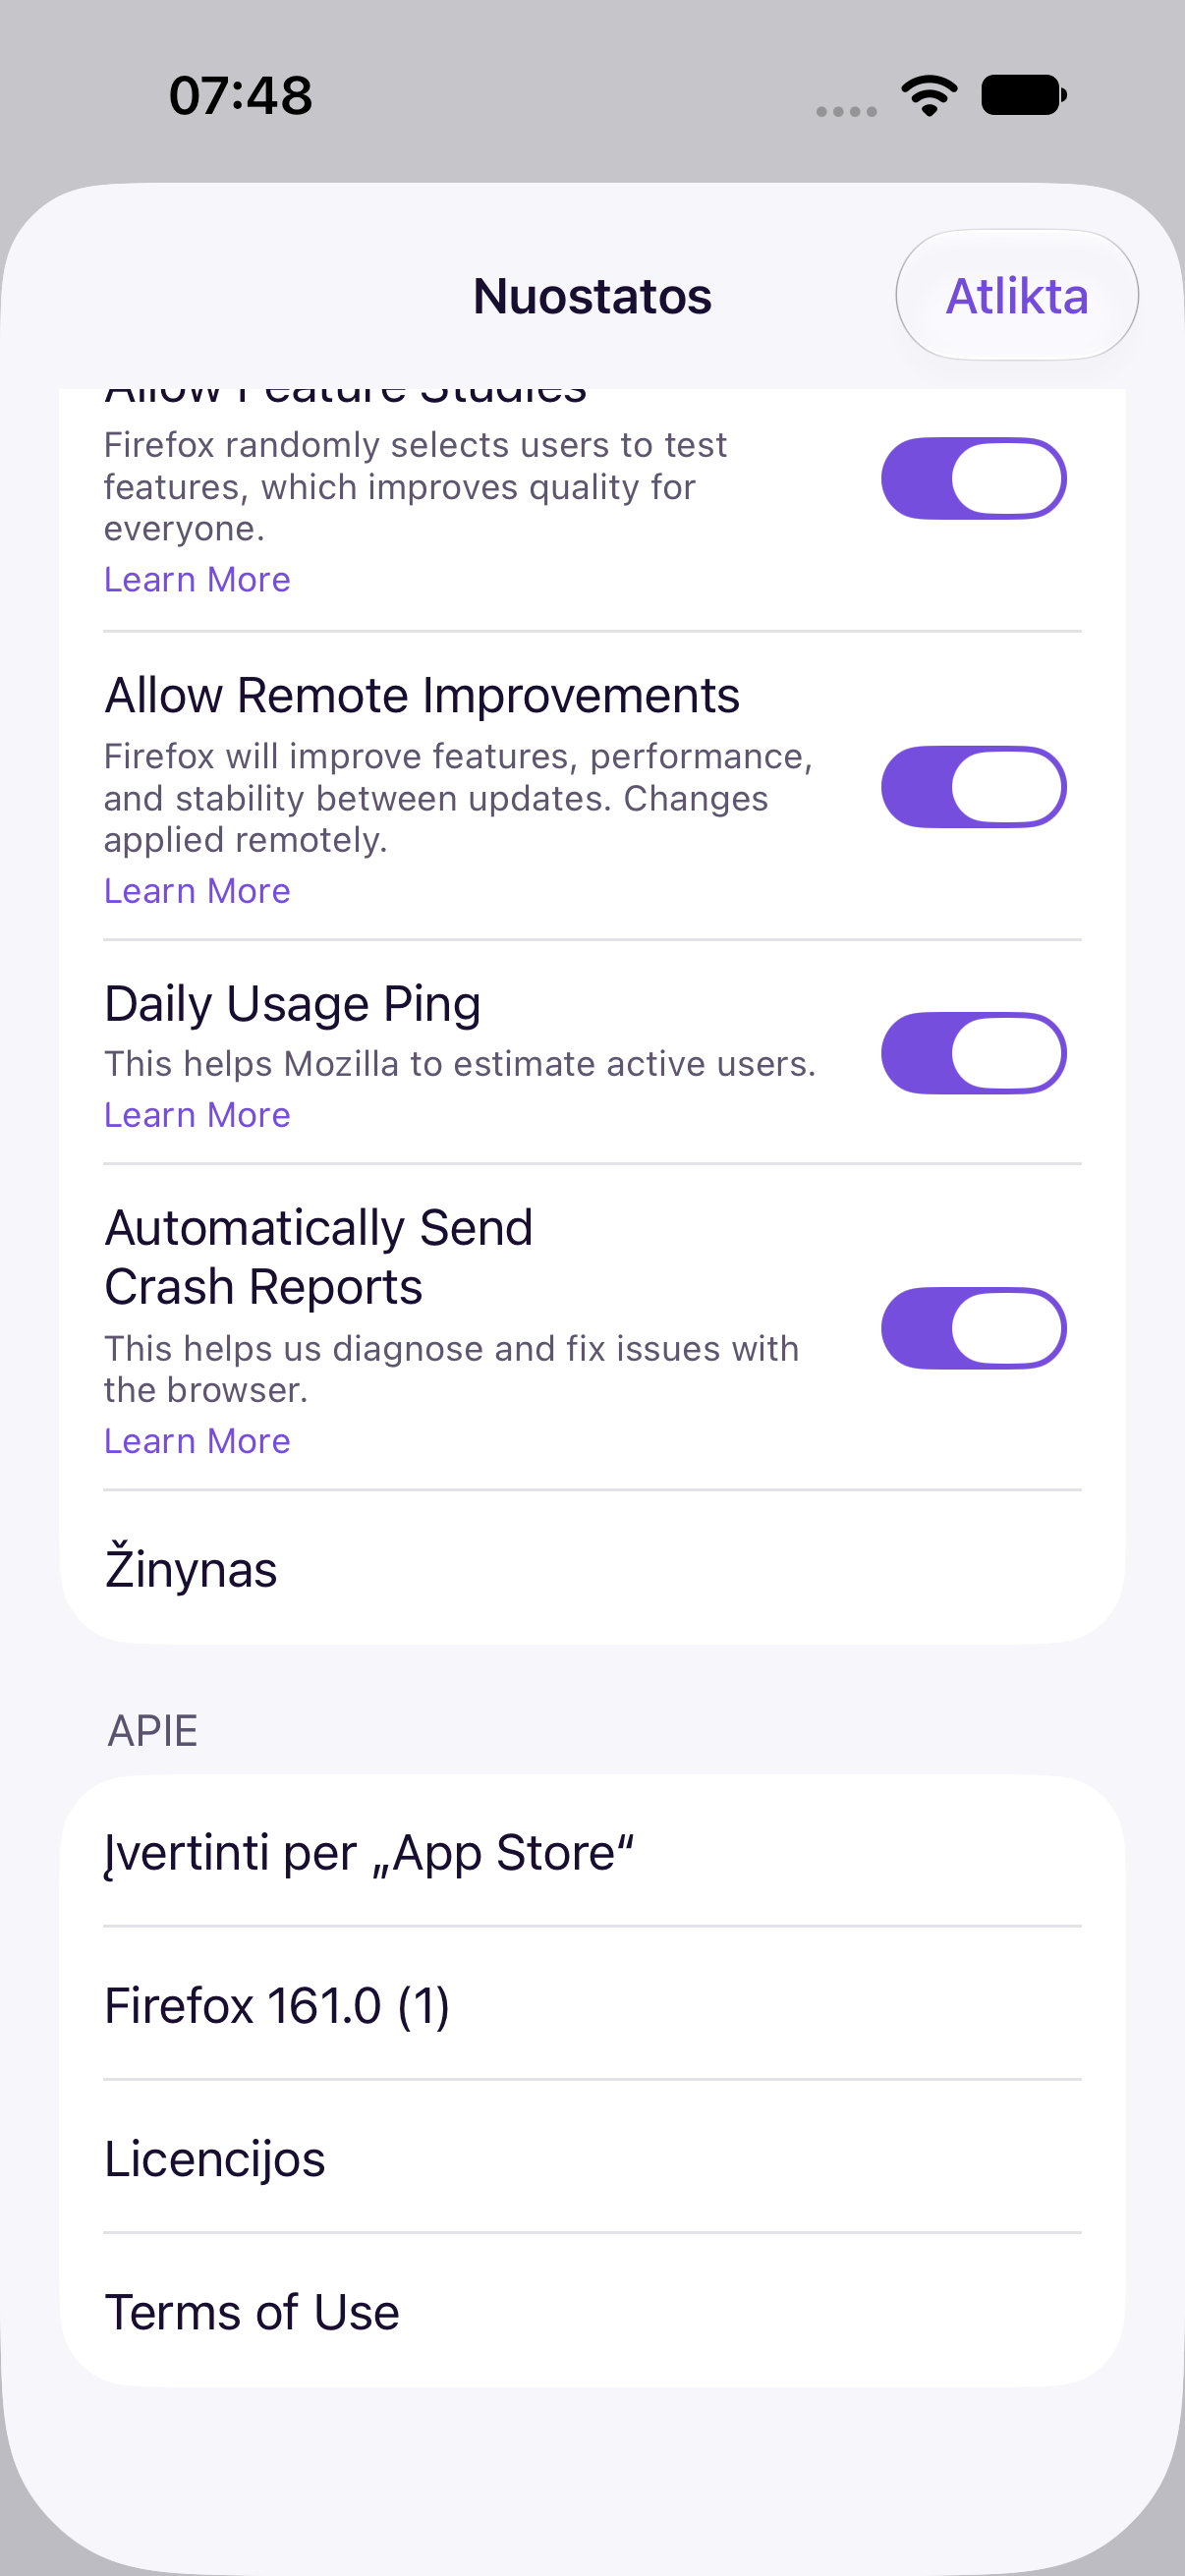 07:48
Nuostatos
Atlikta
Allow Feature Studies
Firefox randomly selects users to test
features, which improves quality for
everyone.
Learn More
Allow Remote Improvements
Firefox will improve features, performance,
and stability between updates. Changes
applied remotely.
Learn More
Daily Usage Ping
This helps Mozilla to estimate active users.
Learn More
Automatically Send
Crash Reports
This helps us diagnose and fix issues with
the browser.
Learn More
Žinynas
APIE
Įvertinti per „App Store“
Firefox 161.0 (1)
Licencijos
Terms of Use